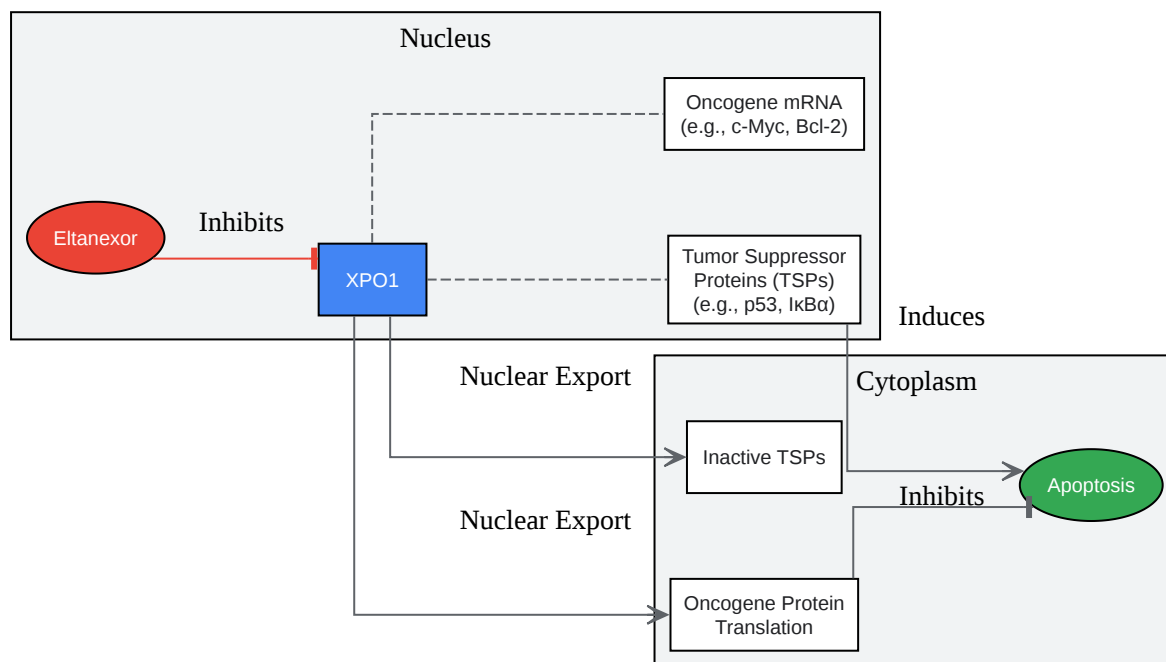 Nucleus
Oncogene mRNA
(e.g., c-Myc, Bcl-2)
Inhibits
Eltanexor
XPO1
Tumor Suppressor
Proteins (TSPs)
(e.g., p53, IκBα)
Induces
Nuclear Export
Cytoplasm
Inactive TSPs
Apoptosis
Inhibits
Nuclear Export
Oncogene Protein
Translation